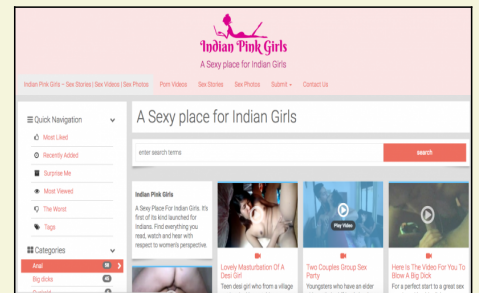 Indian Pink Girls
A Sexy place for Indian Girls
Indian Pink Girls – Sex Stories | Sex Videos | Sex Photos Porn Videos Sex Stories Sex Photos Submit Contact Us
Quick Navigation
Most Liked
Recently Added
Surprise Me
Most Viewed
The Worst
Tags
Categories
Anal
Big dicks
A Sexy place for Indian Girls
enter search terms
search
Indian Pink Girls
A Sexy Place For Indian Girls. It's
first of its kind launched for
Indians. Find everything you
read, watch and hear with
respect to women's perspective.
Play Video
Lovely Masturbation Of A
Desi Girl
Teen desi girl who from a village
Two Couples Group Sex
Party
Youngsters who have an elder
Here Is The Video For You To
Blow A Big Dick
For a perfect start to a great sex